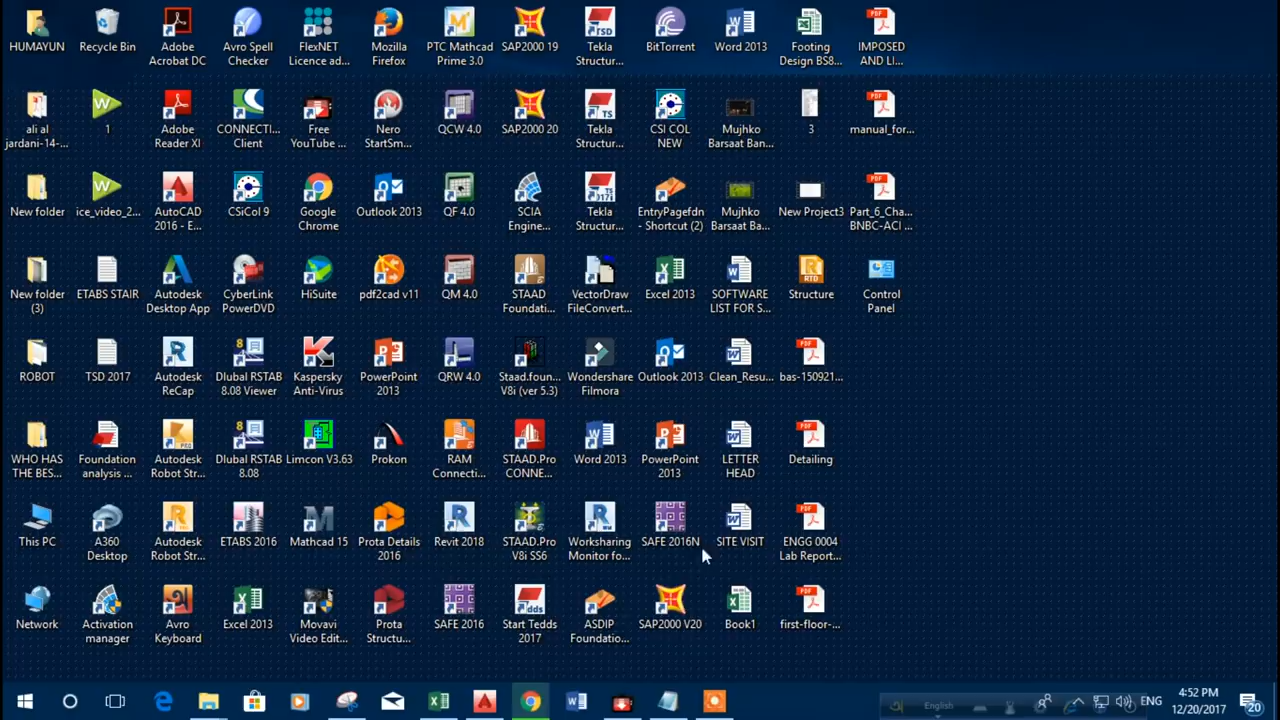 HUMAYUN
Recycle Bin
Adobe
Acrobat DC
Avro Spell
Checker
FlexNET
Licence ad...
Mozilla
Firefox
PTC Mathcad
Prime 3.0
SAP2000 19
Tekla
Structur...
BitTorrent
Word 2013
Footing
Design BS8...
IMPOSED
AND LI...
ali al
jardani-14-...
1
Adobe
Reader XI
CONNECTI...
Client
Free
YouTube ...
Nero
StartSm...
QCW 4.0
SAP2000 20
Tekla
Structur...
CSI COL
NEW
Mujhko
Barsaat Ban...
3
manual_for...
New folder
ice_video_2...
AutoCAD
2016 - E...
CSiCol 9
Google
Chrome
Outlook 2013
QF 4.0
SCIA
Engine...
Tekla
Structur...
EntryPagefdn
- Shortcut (2)
Mujhko
Barsaat Ba...
New Project3
Part_6_Cha...
BNBC-ACI ...
New folder
(3)
ETABS STAIR
Autodesk
Desktop App
CyberLink
PowerDVD
HiSuite
pdf2cad v11
QM 4.0
STAAD
Foundati...
VectorDraw
FileConvert...
Excel 2013
SOFTWARE
LIST FOR S...
Structure
Control
Panel
ROBOT
TSD 2017
Autodesk
ReCap
Dlubal RSTAB
8.08 Viewer
Kaspersky
Anti-Virus
PowerPoint
2013
QRW 4.0
Staad.foun...
V8i (ver 5.3)
Wondershare
Filmora
Outlook 2013
Clean_Resu...
bas-150921...
WHO HAS
THE BES...
Foundation
analysis ...
Autodesk
Robot Str...
Dlubal RSTAB
8.08
Limcon V3.63
Prokon
RAM
Connecti...
STAAD.Pro
CONNE...
Word 2013
PowerPoint
2013
LETTER
HEAD
Detailing
This PC
A360
Desktop
Autodesk
Robot Str...
ETABS 2016
Mathcad 15
Prota Details
2016
Revit 2018
STAAD.Pro
V8i SS6
Worksharing
Monitor fo...
SAFE 2016N
SITE VISIT
ENGG 0004
Lab Report...
Network
Activation
manager
Avro
Keyboard
Excel 2013
Movavi
Video Edit...
Prota
Structu...
SAFE 2016
Start Tedds
2017
ASDIP
Foundatio...
SAP2000 V20
Book1
first-floor-...
English
ENG
4:52 PM
12/20/2017
20